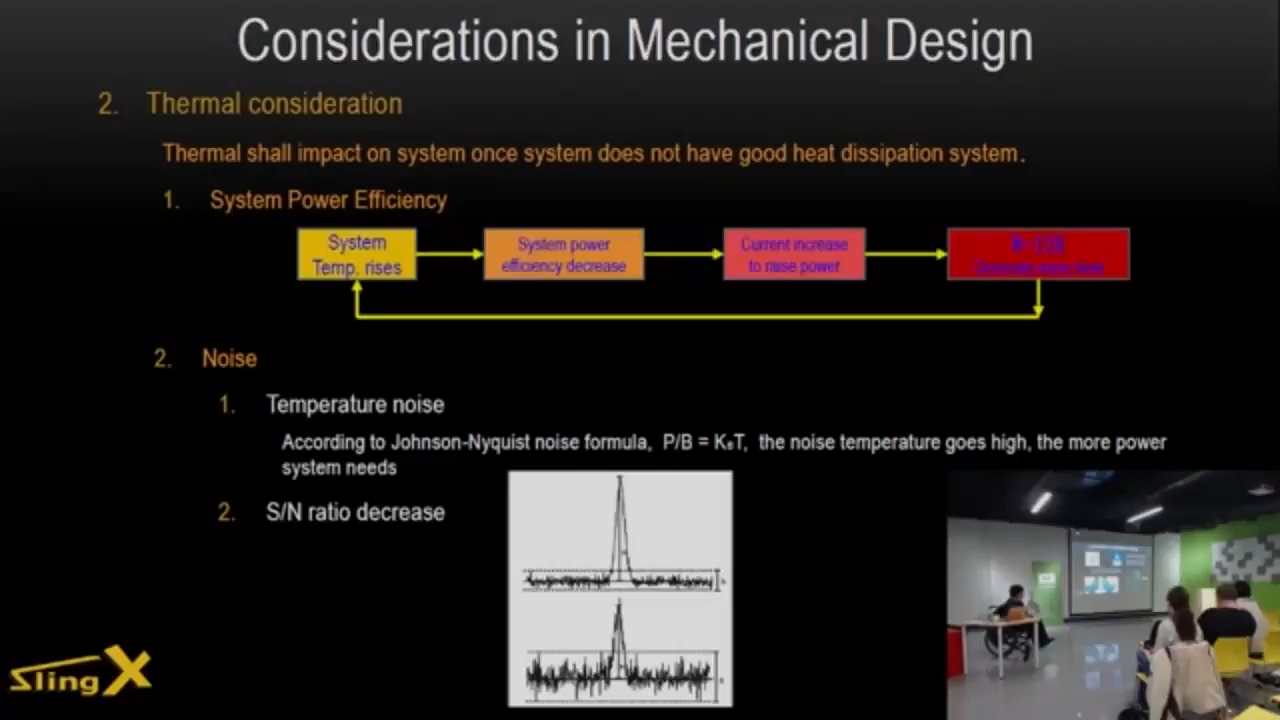 Considerations in Mechanical Design
2. Thermal consideration
Thermal shall impact on system once system does not have good heat dissipation system.
1. System Power Efficiency
System
Temp. rises
System power
efficiency decrease
Current increase
to raise power
2. Noise
1. Temperature noise
According to Johnson-Nyquist noise formula, P/B = KBT, the noise temperature goes high, the more power
system needs
2. S/N ratio decrease
SlingX